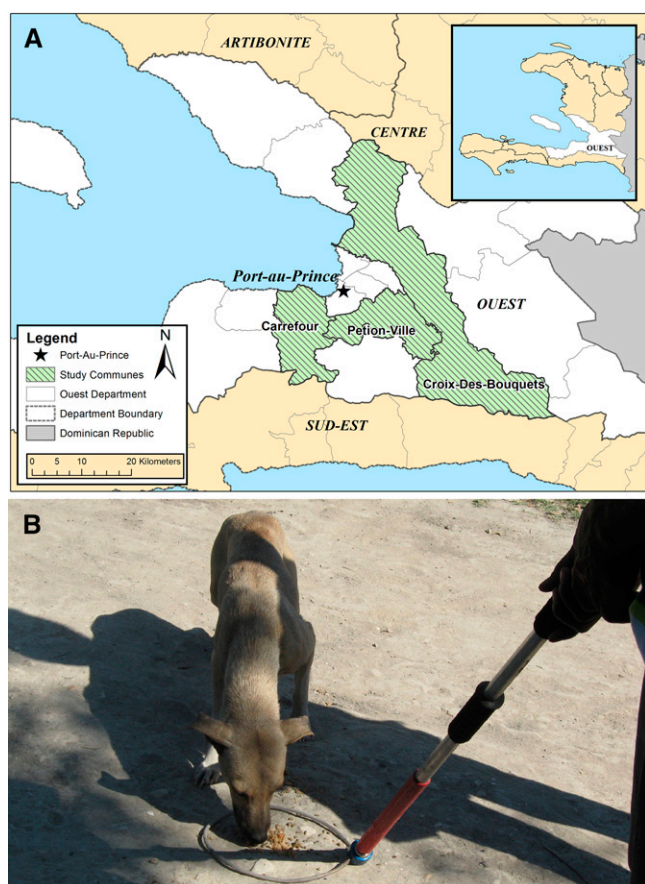 A
ARTIBONITE
CENTRE
OUEST
Port-au-Prince
OUEST
Carrefour
Petion-Ville
Croix-Des-Bouquets
SUD-EST
Legend
N
Port-Au-Prince
Study Communes
Ouest Department
Department Boundary
Dominican Republic
0 5 10 20 Kilometers
B